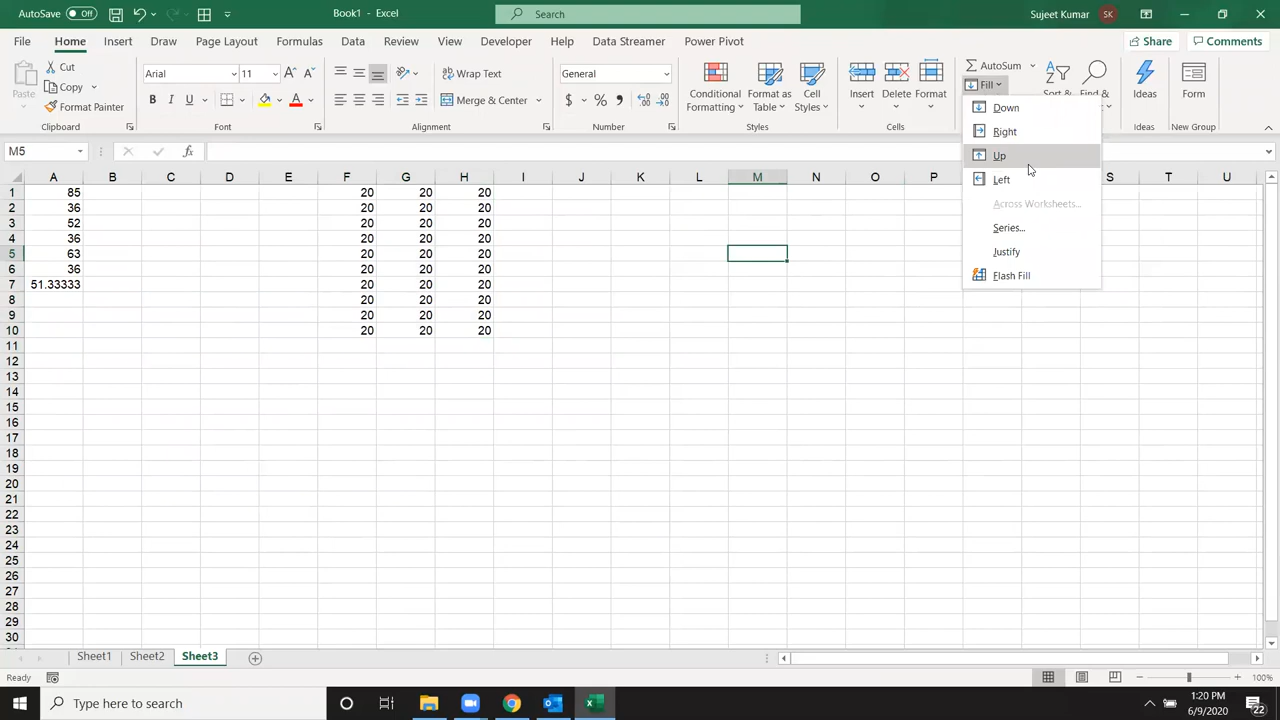 AutoSave Off Book1 - Excel Search Sujeet Kumar SK
File Home Insert Draw Page Layout Formulas Data Review View Developer Help Data Streamer Power Pivot Share Comments
Paste Cut Copy Format Painter Clipboard
Arial 11 A A B I U A Font
ab Wrap Text Merge & Center Alignment
General $ % , Number
Conditional Formatting Format as Table Cell Styles Styles
Insert Delete Format Cells
AutoSum Fill Sort & Find &
Ideas Ideas
Form New Group
Down
Right
Up
Left
Across Worksheets...
Series...
Justify
Flash Fill
M5 fx
A B C D E F G H I J K L M N O P S T U
1 85 20 20 20
2 36 20 20 20
3 52 20 20 20
4 36 20 20 20
5 63 20 20 20
6 36 20 20 20
7 51.33333 20 20 20
8 20 20 20
9 20 20 20
10 20 20 20
11
12
13
14
15
16
17
18
19
20
21
22
23
24
25
26
27
28
29
30
Sheet1 Sheet2 Sheet3
Ready 100%
Type here to search 1:20 PM
6/9/2020 22